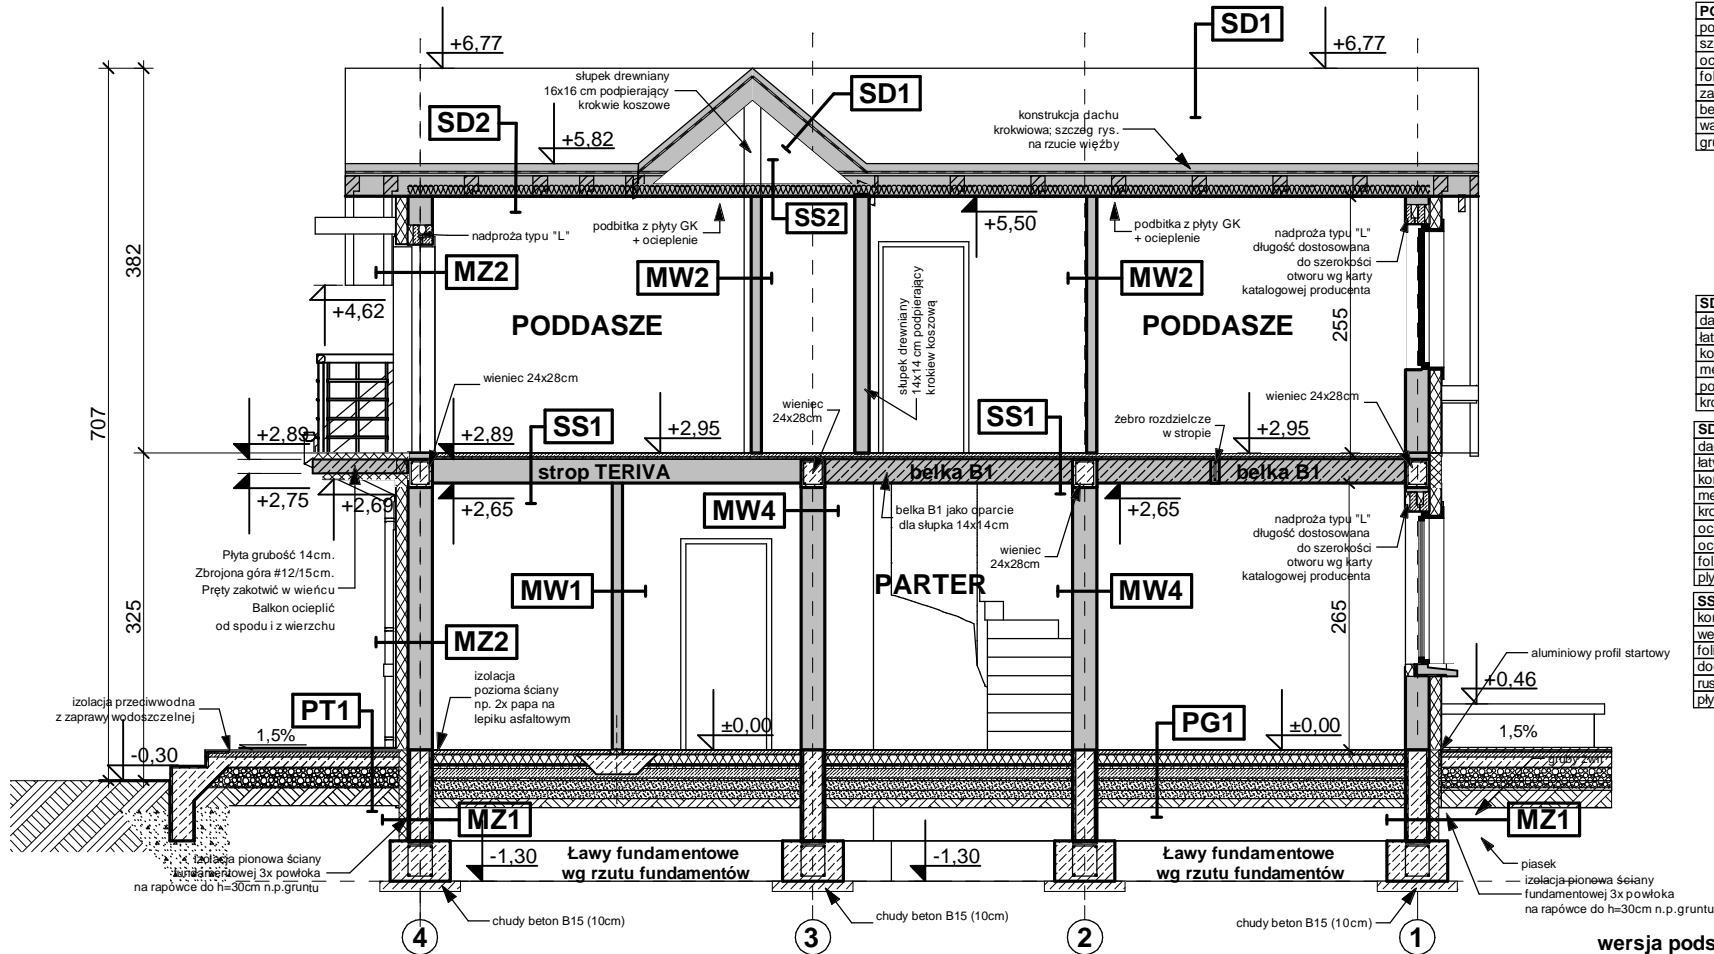 SD1
+6,77
+6,77
słupek drewniany
16x16 cm podpierający
krokwie koszowe
SD1
SD2
konstrukcja dachu
krokwiowa; szczeg rys.
na rzucie więźby
+5,82
SS2
nadproża typu "L"
podbitka z płyty GK
+ ocieplenie
+5,50
podbitka z płyty GK
+ ocieplenie
nadproża typu "L"
długość dostosowana
do szerokości
otworu wg karty
katalogowej producenta
382
MZ2
MW2
MW2
+4,62
PODDASZE
słupek drewniany
14x14 cm podpierający
krokiew koszową
PODDASZE
255
wieniec 24x28cm
wieniec
24x28cm
wieniec 24x28cm
707
SS1
SS1
żebro rozdzielcze
w stropie
+2,89
+2,89
+2,95
+2,95
strop TERIVA
belka B1
belka B1
+2,75
+2,69
+2,65
MW4
belka B1 jako oparcie
dla słupka 14x14cm
+2,65
nadproża typu "L"
długość dostosowana
do szerokości
otworu wg karty
katalogowej producenta
Płyta grubość 14cm.
Zbrojona góra #12/15cm.
Pręty zakotwić w wieńcu
Balkon ocieplić
od spodu i z wierzchu
wieniec
24x28cm
325
MW1
PARTER
MW4
265
MZ2
aluminiowy profil startowy
izolacja
pozioma ściany
np. 2x papa na
lepiku asfaltowym
izolacja przeciwwodna
z zaprawy wodoszczelnej
PT1
+0,46
±0,00
PG1
±0,00
1,5%
1,5%
-0,30
gruby żwir
MZ1
MZ1
izolacja pionowa ściany
fundamentowej 3x powłoka
na rapówce do h=30cm n.p.gruntu
-1,30
Ławy fundamentowe
wg rzutu fundamentów
-1,30
Ławy fundamentowe
wg rzutu fundamentów
piasek
izolacja pionowa ściany
fundamentowej 3x powłoka
na rapówce do h=30cm n.p.gruntu
chudy beton B15 (10cm)
chudy beton B15 (10cm)
chudy beton B15 (10cm)
4
3
2
1
wersja pods